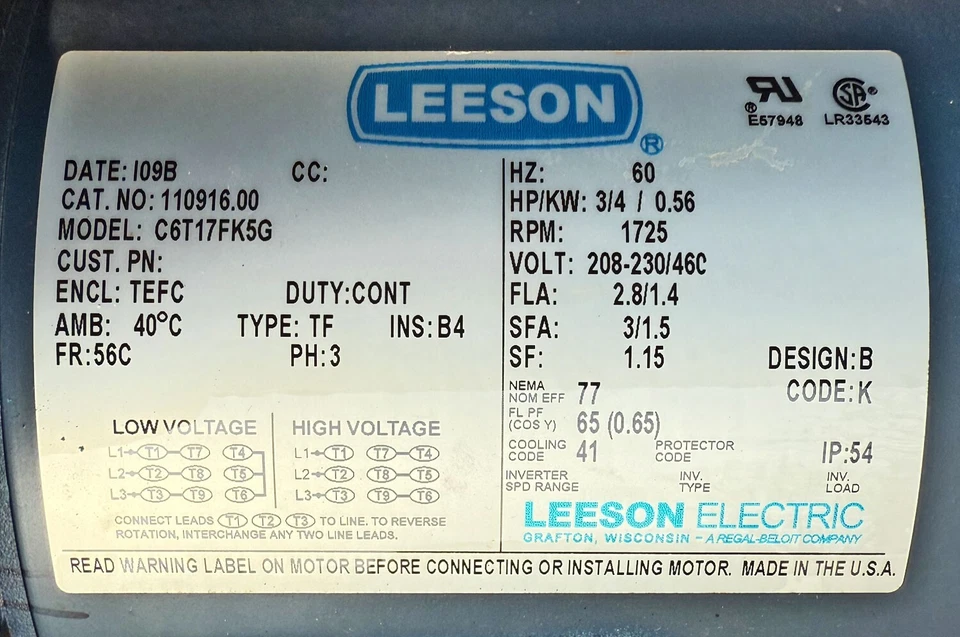 LEESON
®
RU ®
E57948
SA ®
LR33543
DATE: I09B CC:
CAT. NO: 110916.00
MODEL: C6T17FK5G
CUST. PN:
ENCL: TEFC DUTY:CONT
AMB: 40°C TYPE: TF INS:B4
FR:56C PH:3
HZ: 60
HP/KW: 3/4 / 0.56
RPM: 1725
VOLT: 208-230/460
FLA: 2.8/1.4
SFA: 3/1.5
SF: 1.15 DESIGN:B
NEMA
NOM EFF 77 CODE:K
FL PF
(COS Y) 65 (0.65)
COOLING
CODE 41 PROTECTOR
CODE IP:54
INVERTER
SPD RANGE
INV.
TYPE
INV.
LOAD
LOW VOLTAGE
L1 T1 T7 T4
L2 T2 T8 T5
L3 T3 T9 T6
HIGH VOLTAGE
L1 T1 T7 T4
L2 T2 T8 T5
L3 T3 T9 T6
CONNECT LEADS T1 T2 T3 TO LINE. TO REVERSE
ROTATION, INTERCHANGE ANY TWO LINE LEADS.
LEESON ELECTRIC
GRAFTON, WISCONSIN – A REGAL-BELOIT COMPANY
READ WARNING LABEL ON MOTOR BEFORE CONNECTING OR INSTALLING MOTOR. MADE IN THE U.S.A.